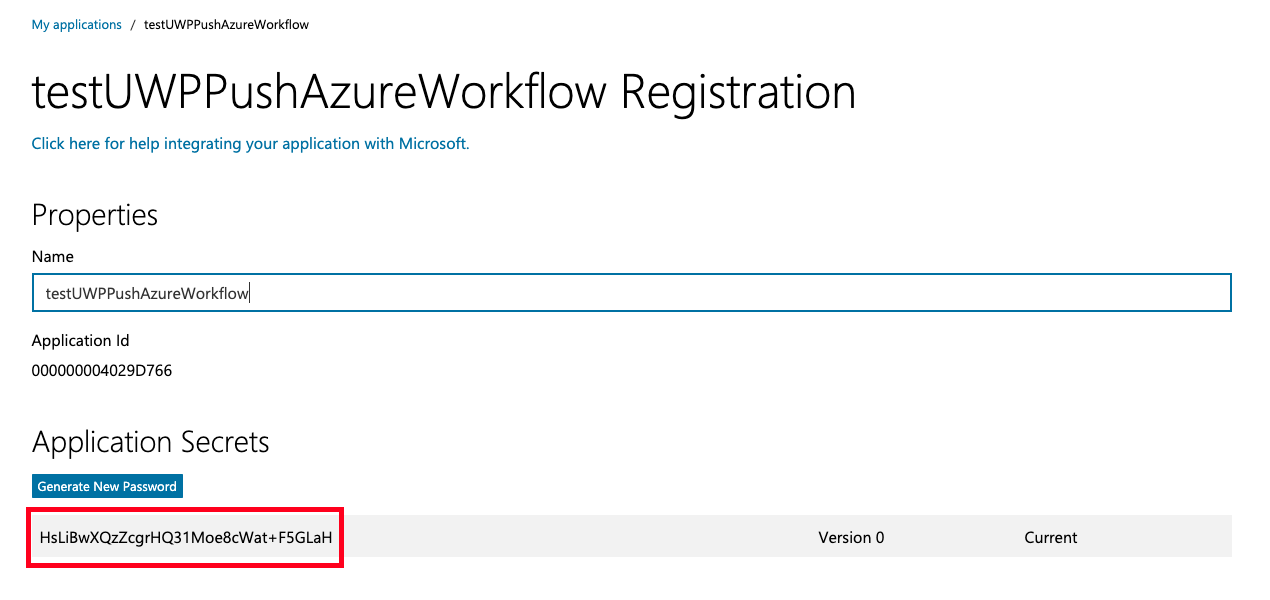 My applications / testUWPPushAzureWorkflow
testUWPPushAzureWorkflow Registration
Click here for help integrating your application with Microsoft.
Properties
Name
testUWPPushAzureWorkflow
Application Id
000000004029D766
Application Secrets
Generate New Password
HsLiBwXQzZcgrHQ31Moe8cWat+F5GLaH Version 0 Current